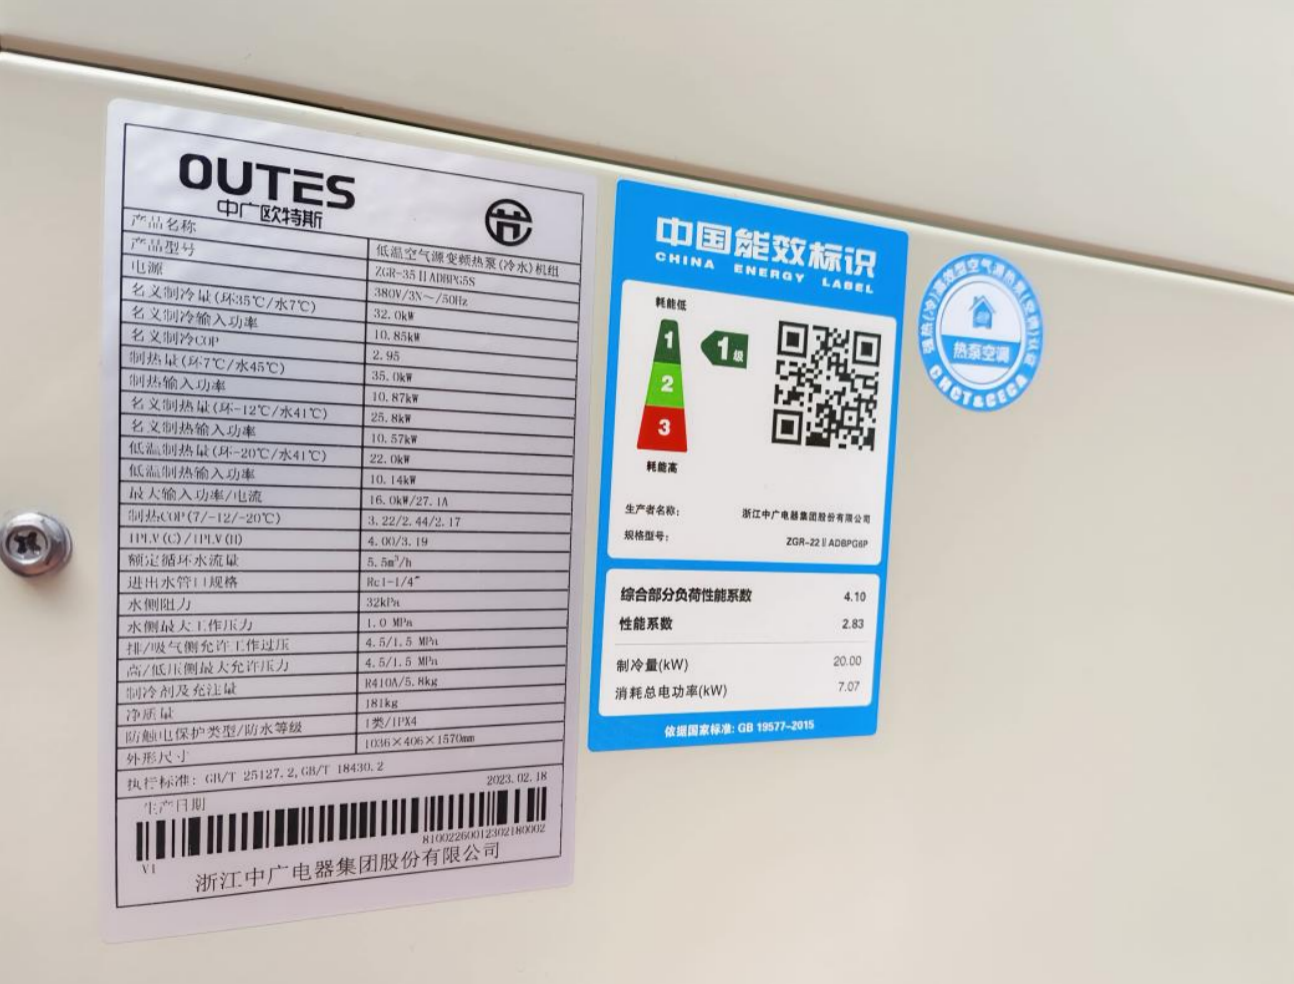 OUTES
中广欧特斯
节
产品名称 低温空气源变频热泵(冷水)机组
产品型号 ZGR-35ⅡADBPG5S
电源 380V/3N~/50Hz
名义制冷量(环35℃/水7℃) 32.0kW
名义制冷输入功率 10.85kW
名义制冷COP 2.95
制热量(环7℃/水45℃) 35.0kW
制热输入功率 10.87kW
名义制热量(环-12℃/水41℃) 25.8kW
名义制热输入功率 10.57kW
低温制热量(环-20℃/水41℃) 22.0kW
低温制热输入功率 10.14kW
最大输入功率/电流 16.0kW/27.1A
制热COP(7/-12/-20℃) 3.22/2.44/2.17
IPLV(C)/IPLV(H) 4.00/3.19
额定循环水流量 5.5m³/h
进出水管口规格 Rc1-1/4"
水侧阻力 32kPa
水侧最大工作压力 1.0 MPa
排/吸气侧允许工作过压 4.5/1.5 MPa
高/低压侧最大允许压力 4.5/1.5 MPa
制冷剂及充注量 R410A/5.8kg
净质量 181kg
防触电保护类型/防水等级 I类/IPX4
外形尺寸 1036×406×1570mm
执行标准: GB/T 25127.2,GB/T 18430.2
生产日期 2023.02.18
81002260012302180002
V1
浙江中广电器集团股份有限公司
中国能效标识
CHINA ENERGY LABEL
耗能低
1
1级
2
3
耗能高
生产者名称: 浙江中广电器集团股份有限公司
规格型号: ZGR-22ⅡADBPG6P
综合部分负荷性能系数 4.10
性能系数 2.83
制冷量(kW) 20.00
消耗总电功率(kW) 7.07
依据国家标准: GB 19577-2015
强热(冷)高效型空气源热泵(空调)认证
热泵空调
CHCT&CECA